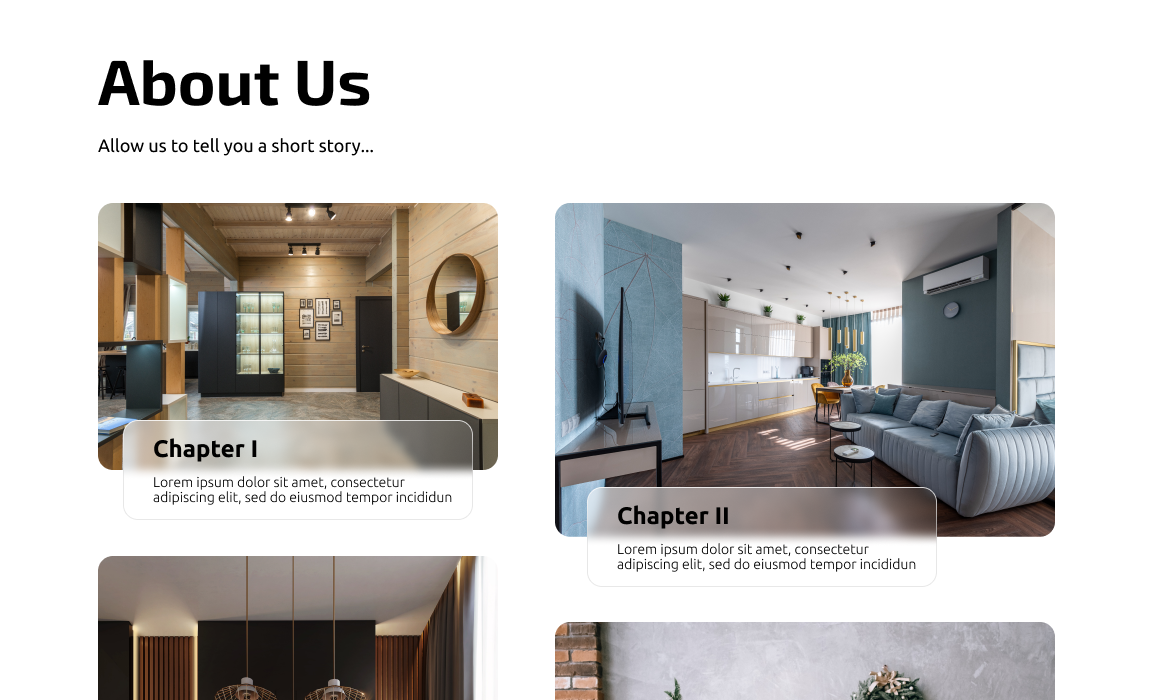 About Us
Allow us to tell you a short story...
Chapter I
Lorem ipsum dolor sit amet, consectetur
adipiscing elit, sed do eiusmod tempor incididun
Chapter II
Lorem ipsum dolor sit amet, consectetur
adipiscing elit, sed do eiusmod tempor incididun